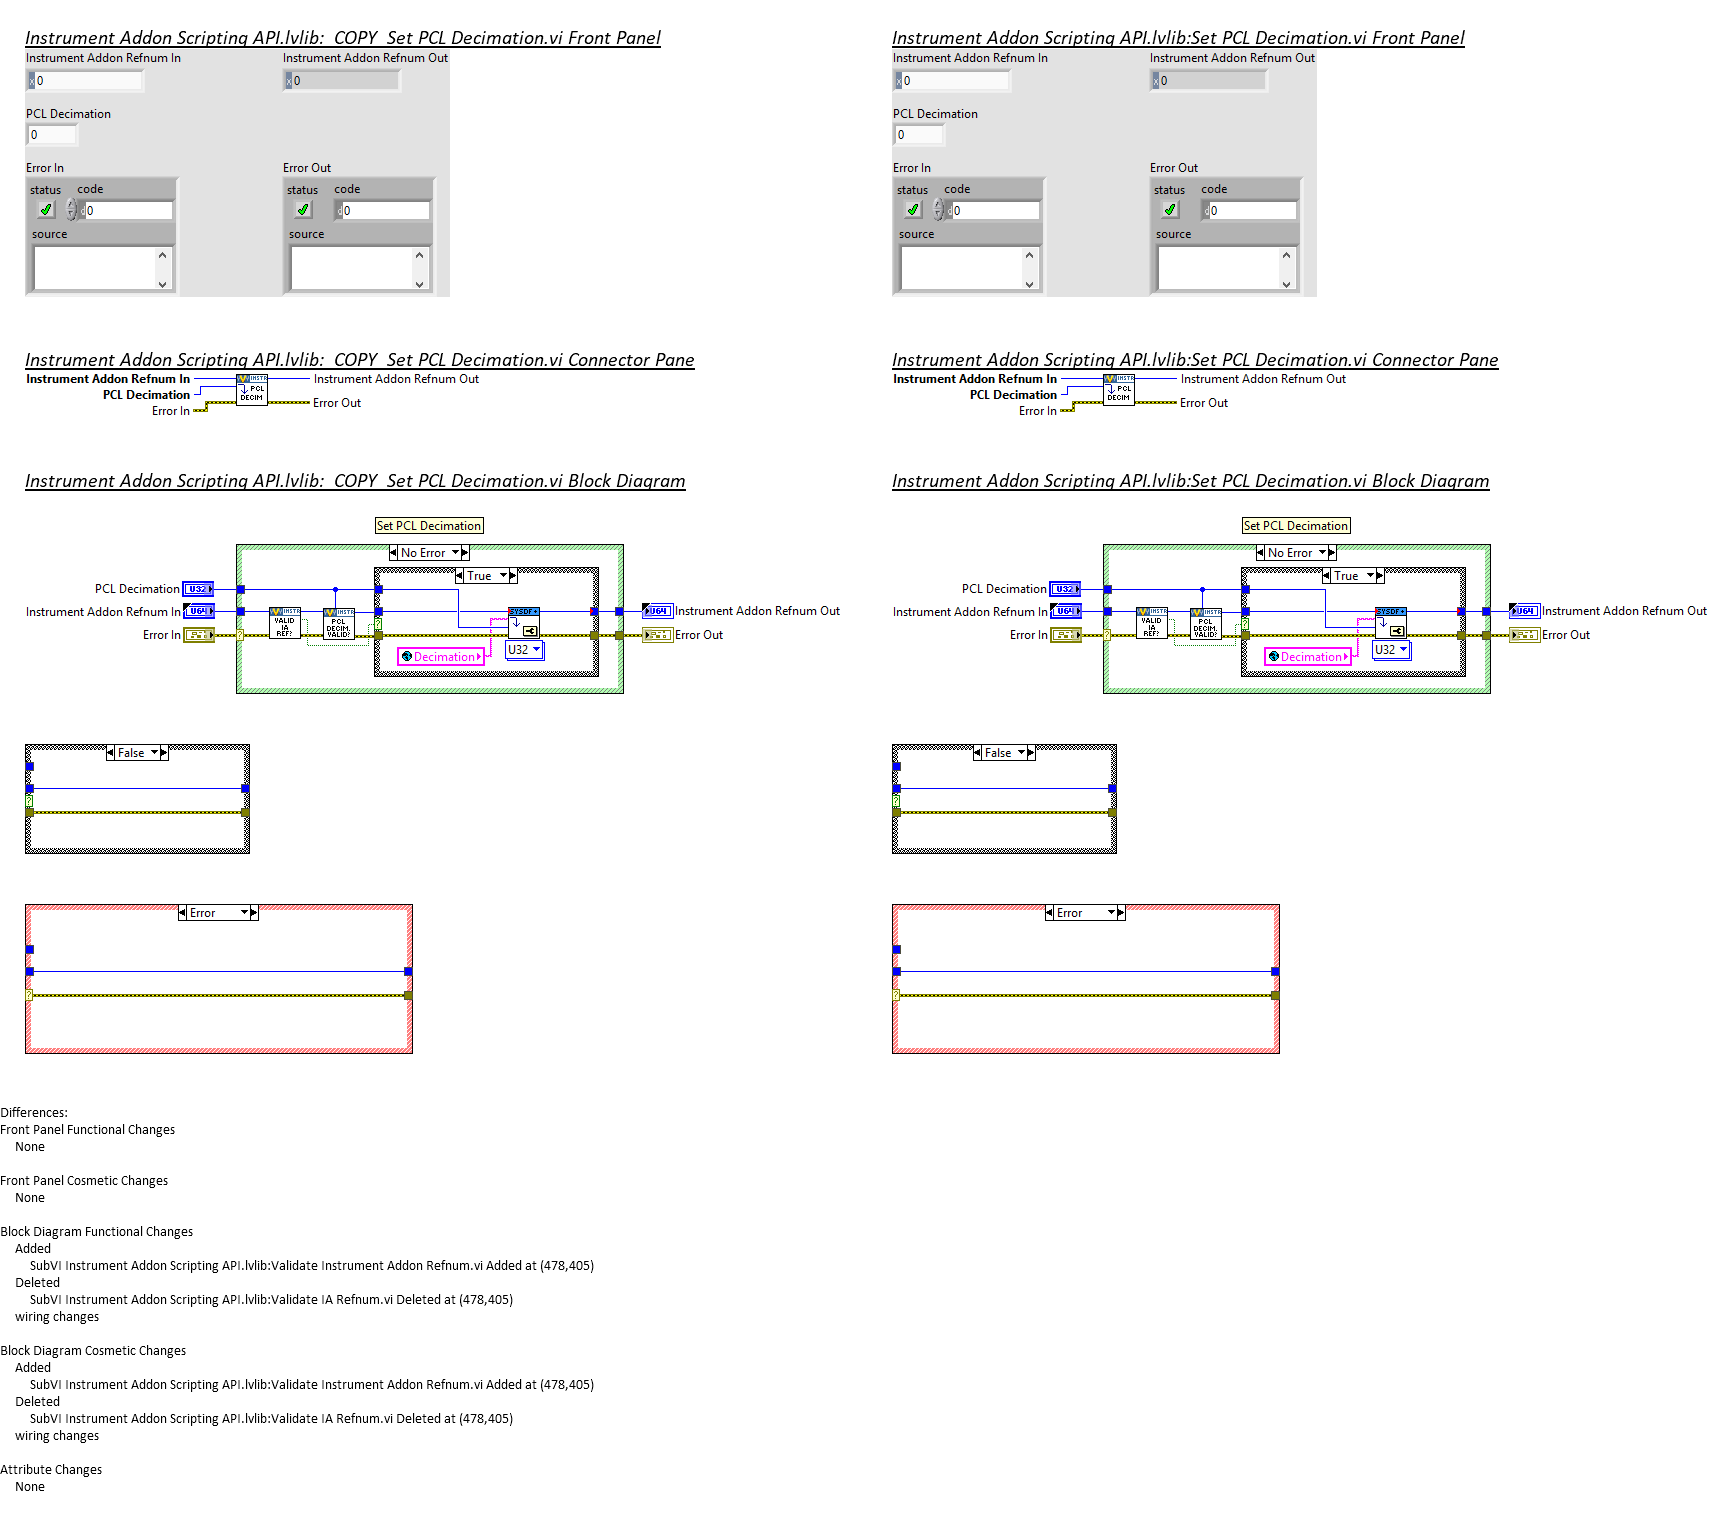 Instrument Addon Scripting API.lvlib:  COPY  Set PCL Decimation.vi Front Panel
Instrument Addon Refnum In
Instrument Addon Refnum Out
x 0
x 0
PCL Decimation
0
Error In
Error Out
status
code
status
code
d 0
d 0
source
source
Instrument Addon Scripting API.lvlib:Set PCL Decimation.vi Front Panel
Instrument Addon Refnum In
Instrument Addon Refnum Out
x 0
x 0
PCL Decimation
0
Error In
Error Out
status
code
status
code
d 0
d 0
source
source
Instrument Addon Scripting API.lvlib:  COPY  Set PCL Decimation.vi Connector Pane
Instrument Addon Refnum In
INSTR
Instrument Addon Refnum Out
PCL Decimation
PCL
DECIM
Error In
Error Out
Instrument Addon Scripting API.lvlib:Set PCL Decimation.vi Connector Pane
Instrument Addon Refnum In
INSTR
Instrument Addon Refnum Out
PCL Decimation
PCL
DECIM
Error In
Error Out
Instrument Addon Scripting API.lvlib:  COPY  Set PCL Decimation.vi Block Diagram
Set PCL Decimation
No Error
True
PCL Decimation
U32
Instrument Addon Refnum In
U64
INSTR
VALID
IA
REF?
INSTR
PCL
DECIM.
VALID?
SYSDF+
U64
Instrument Addon Refnum Out
Error In
?
?
Error Out
Decimation
U32
Instrument Addon Scripting API.lvlib:Set PCL Decimation.vi Block Diagram
Set PCL Decimation
No Error
True
PCL Decimation
U32
Instrument Addon Refnum In
U64
INSTR
VALID
IA
REF?
INSTR
PCL
DECIM.
VALID?
SYSDF+
U64
Instrument Addon Refnum Out
Error In
?
?
Error Out
Decimation
U32
False
?
False
?
Error
?
Error
?
Differences:
Front Panel Functional Changes
None
Front Panel Cosmetic Changes
None
Block Diagram Functional Changes
Added
SubVI Instrument Addon Scripting API.lvlib:Validate Instrument Addon Refnum.vi Added at (478,405)
Deleted
SubVI Instrument Addon Scripting API.lvlib:Validate IA Refnum.vi Deleted at (478,405)
wiring changes
Block Diagram Cosmetic Changes
Added
SubVI Instrument Addon Scripting API.lvlib:Validate Instrument Addon Refnum.vi Added at (478,405)
Deleted
SubVI Instrument Addon Scripting API.lvlib:Validate IA Refnum.vi Deleted at (478,405)
wiring changes
Attribute Changes
None